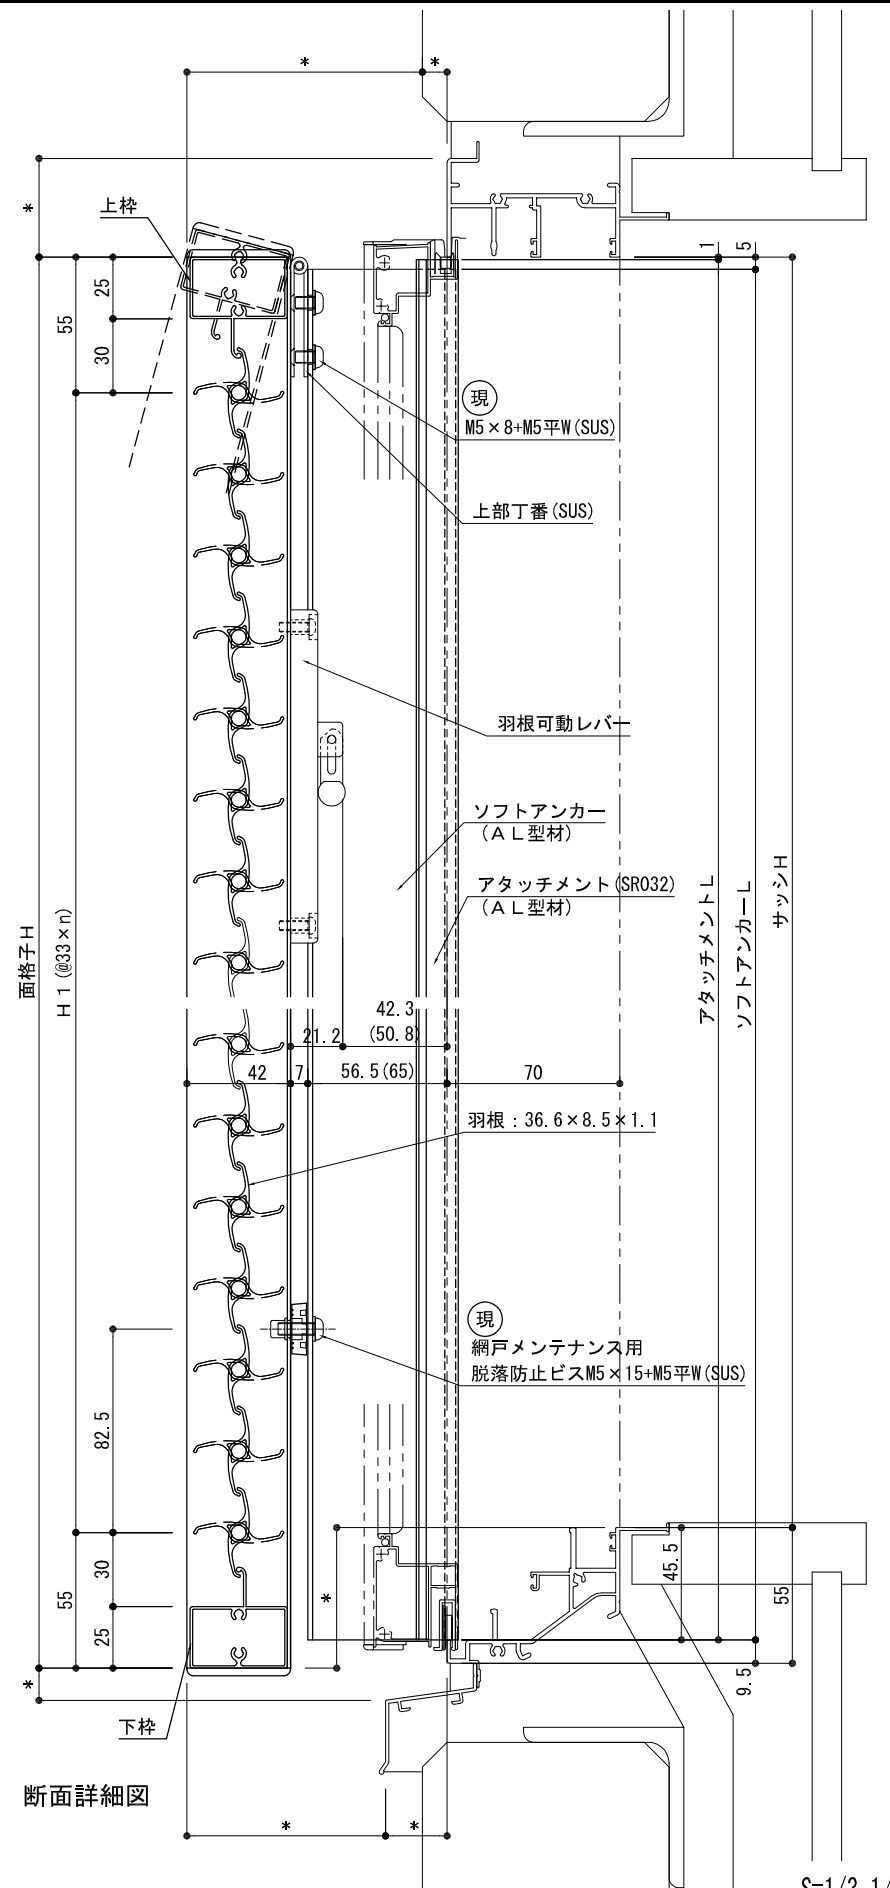 *
*
*
上枠
1
5
25
55
30
現
M5×8+M5平W(SUS)
上部丁番(SUS)
羽根可動レバー
ソフトアンカー
(AL型材)
アタッチメント(SR032)
(AL型材)
面格子H
H1(@33×n)
アタッチメントL
ソフトアンカーL
サッシH
42.3
21.2
(50.8)
42
7
56.5(65)
70
羽根:36.6×8.5×1.1
現
網戸メンテナンス用
脱落防止ビスM5×15+M5平W(SUS)
82.5
30
55
25
*
45.5
55
9.5
*
下枠
断面詳細図
*
*